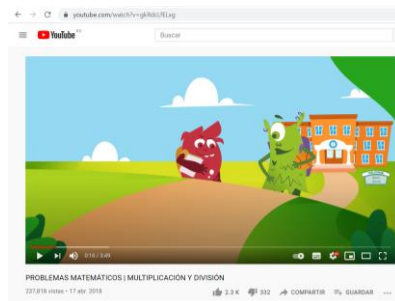 youtube.com/watch?v=gkRdcLfELxg
YouTube
Buscar
0:16 / 3:49
PROBLEMAS MATEMÁTICOS | MULTIPLICACIÓN Y DIVISIÓN
237,818 vistas • 17 abr. 2018
2.3 K
332
COMPARTIR
GUARDAR